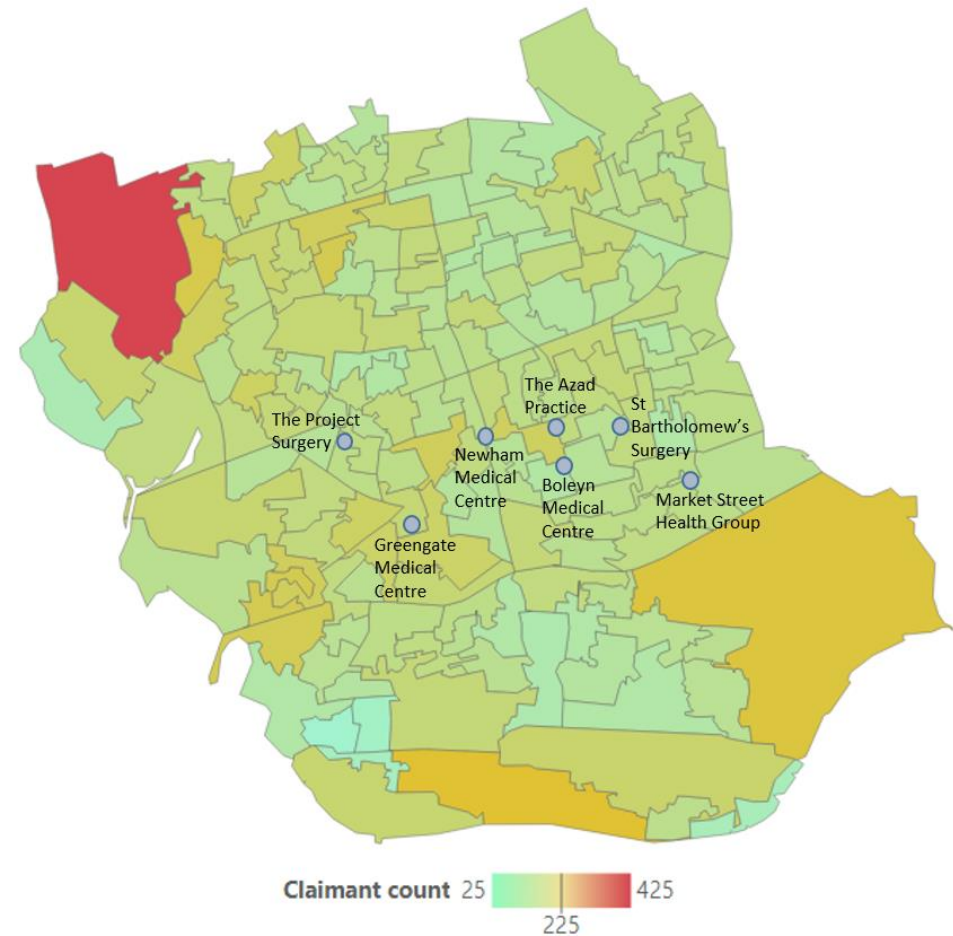 The Azad
Practice
St
Bartholomew's
Surgery
The Project
Surgery
Newham
Medical
Centre
Boleyn
Medical
Centre
Market Street
Health Group
Greengate
Medical
Centre
Claimant count 25 425
225